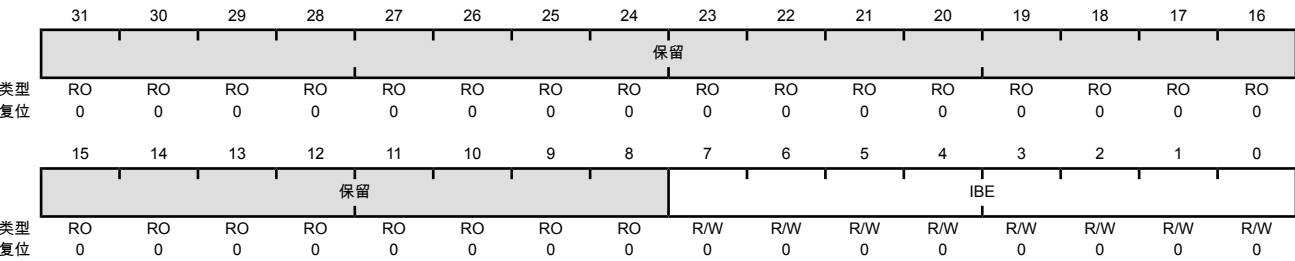 31 30 29 28 27 26 25 24 23 22 21 20 19 18 17 16
保留
类型 RO RO RO RO RO RO RO RO RO RO RO RO RO RO RO RO
复位 0 0 0 0 0 0 0 0 0 0 0 0 0 0 0 0
15 14 13 12 11 10 9 8 7 6 5 4 3 2 1 0
保留 IBE
类型 RO RO RO RO RO RO RO RO R/W R/W R/W R/W R/W R/W R/W R/W
复位 0 0 0 0 0 0 0 0 0 0 0 0 0 0 0 0